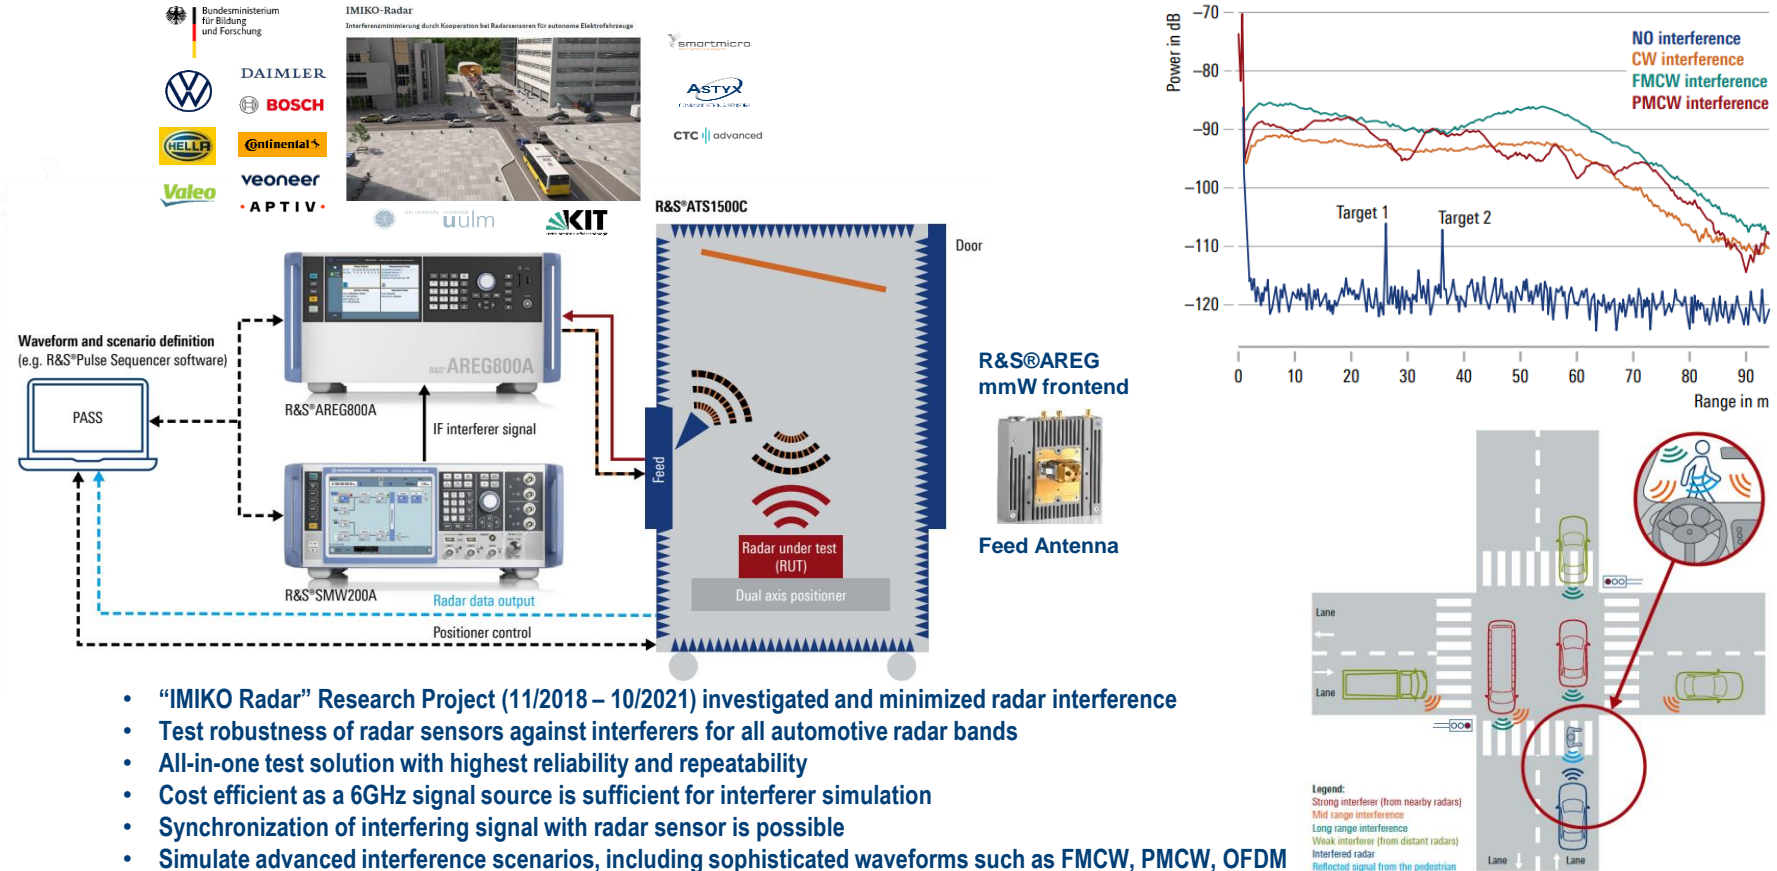 Bundesministerium
für Bildung
und Forschung
DAIMLER
BOSCH
HELLA
Continental
Valeo
veoneer
• APTIV •
IMIKO-Radar
Interferenzminimierung durch Kooperation bei Radarsensoren für autonome Elektrofahrzeuge
smartmicro
ASTYX
CTC advanced
uulm
KIT
R&S®ATS1500C
Door
Waveform and scenario definition
(e.g. R&S®Pulse Sequencer software)
PASS
R&S®AREG800A
R&S®AREG800A
IF interferer signal
R&S®SMW200A
Radar data output
Positioner control
Feed
Radar under test
(RUT)
Dual axis positioner
R&S®AREG
mmW frontend
Feed Antenna
Power in dB
−70
−80
−90
−100
−110
−120
NO interference
CW interference
FMCW interference
PMCW interference
Target 1
Target 2
0 10 20 30 40 50 60 70 80 90
Range in m
Lane
Lane
Lane
Lane
Legend:
Strong interferer (from nearby radars)
Mid range interference
Long range interference
Weak interferer (from distant radars)
Interfered radar
Reflected signal from the pedestrian
• “IMIKO Radar” Research Project (11/2018 – 10/2021) investigated and minimized radar interference
• Test robustness of radar sensors against interferers for all automotive radar bands
• All-in-one test solution with highest reliability and repeatability
• Cost efficient as a 6GHz signal source is sufficient for interferer simulation
• Synchronization of interfering signal with radar sensor is possible
• Simulate advanced interference scenarios, including sophisticated waveforms such as FMCW, PMCW, OFDM